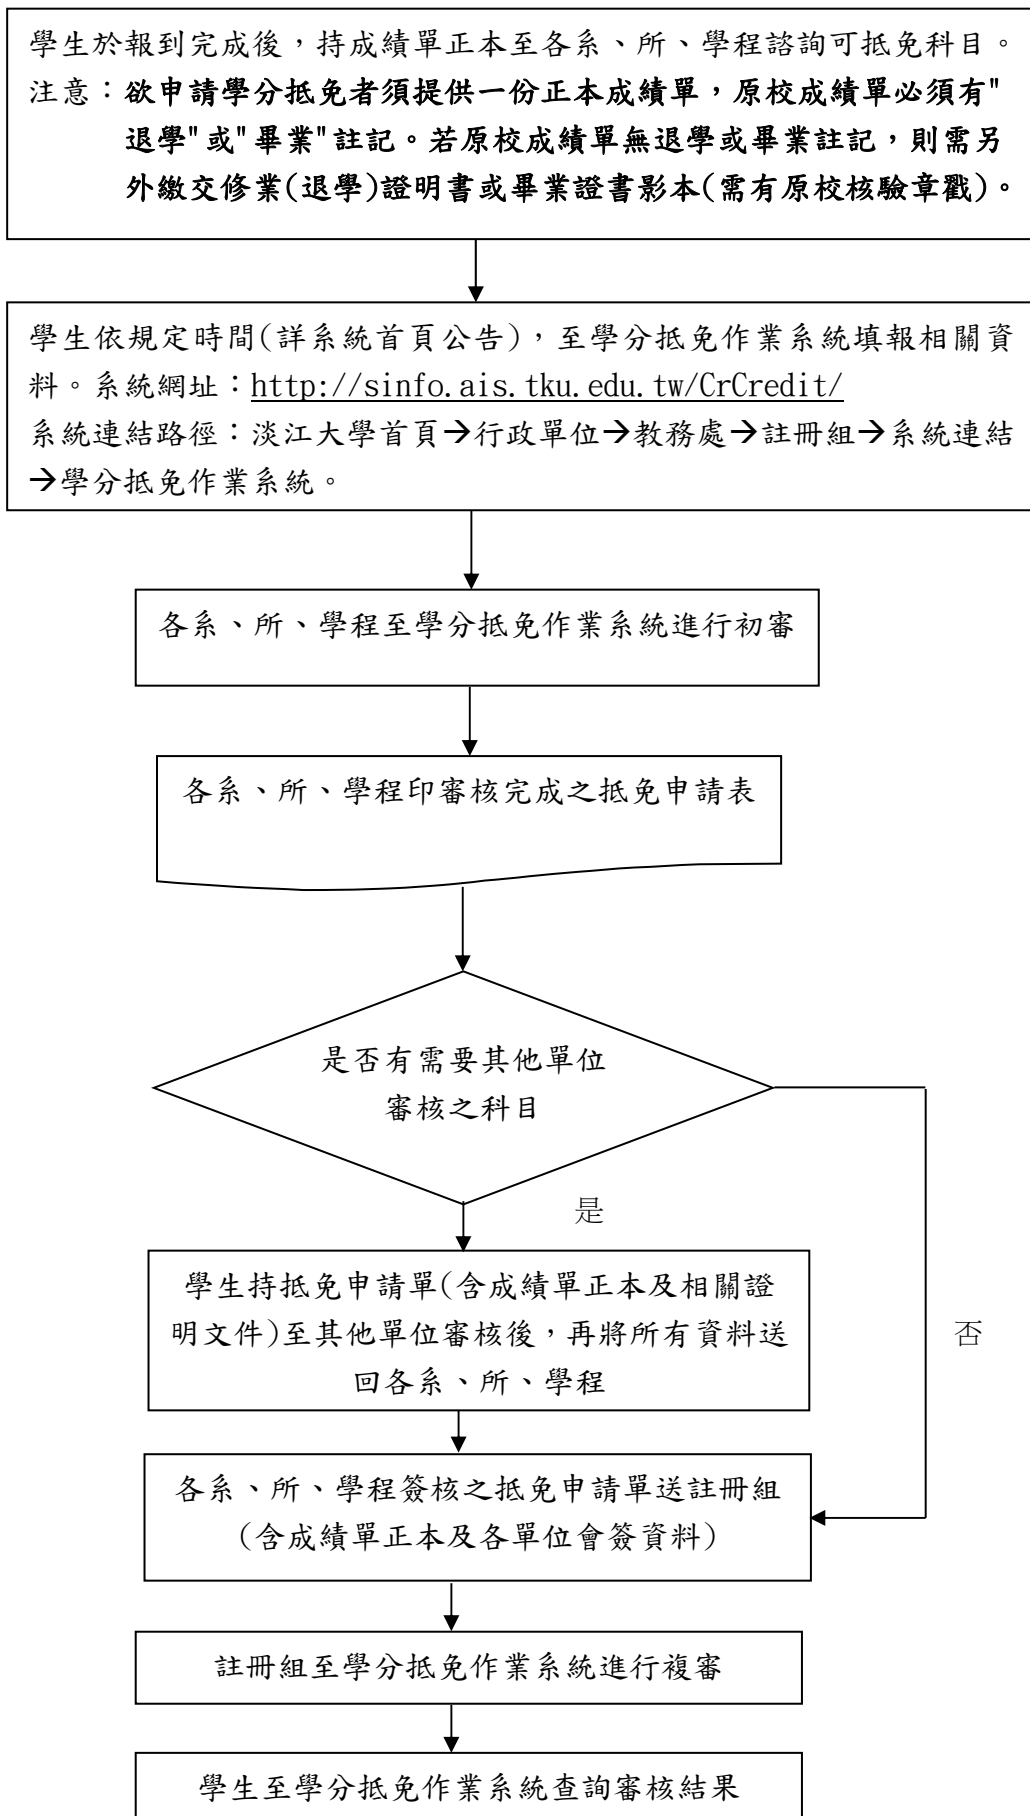 學生於報到完成後，持成績單正本至各系、所、學程諮詢可抵免科目。
注意：欲申請學分抵免者須提供一份正本成績單，原校成績單必須有"
退學"或"畢業"註記。若原校成績單無退學或畢業註記，則需另
外繳交修業(退學)證明書或畢業證書影本(需有原校核驗章戳)。
學生依規定時間(詳系統首頁公告)，至學分抵免作業系統填報相關資
料。系統網址：http://sinfo.ais.tku.edu.tw/CrCredit/
系統連結路徑：淡江大學首頁→行政單位→教務處→註冊組→系統連結
→學分抵免作業系統。
各系、所、學程至學分抵免作業系統進行初審
各系、所、學程印審核完成之抵免申請表
是否有需要其他單位
審核之科目
是
學生持抵免申請單(含成績單正本及相關證
明文件)至其他單位審核後，再將所有資料送
回各系、所、學程
否
各系、所、學程簽核之抵免申請單送註冊組
(含成績單正本及各單位會簽資料)
註冊組至學分抵免作業系統進行複審
學生至學分抵免作業系統查詢審核結果